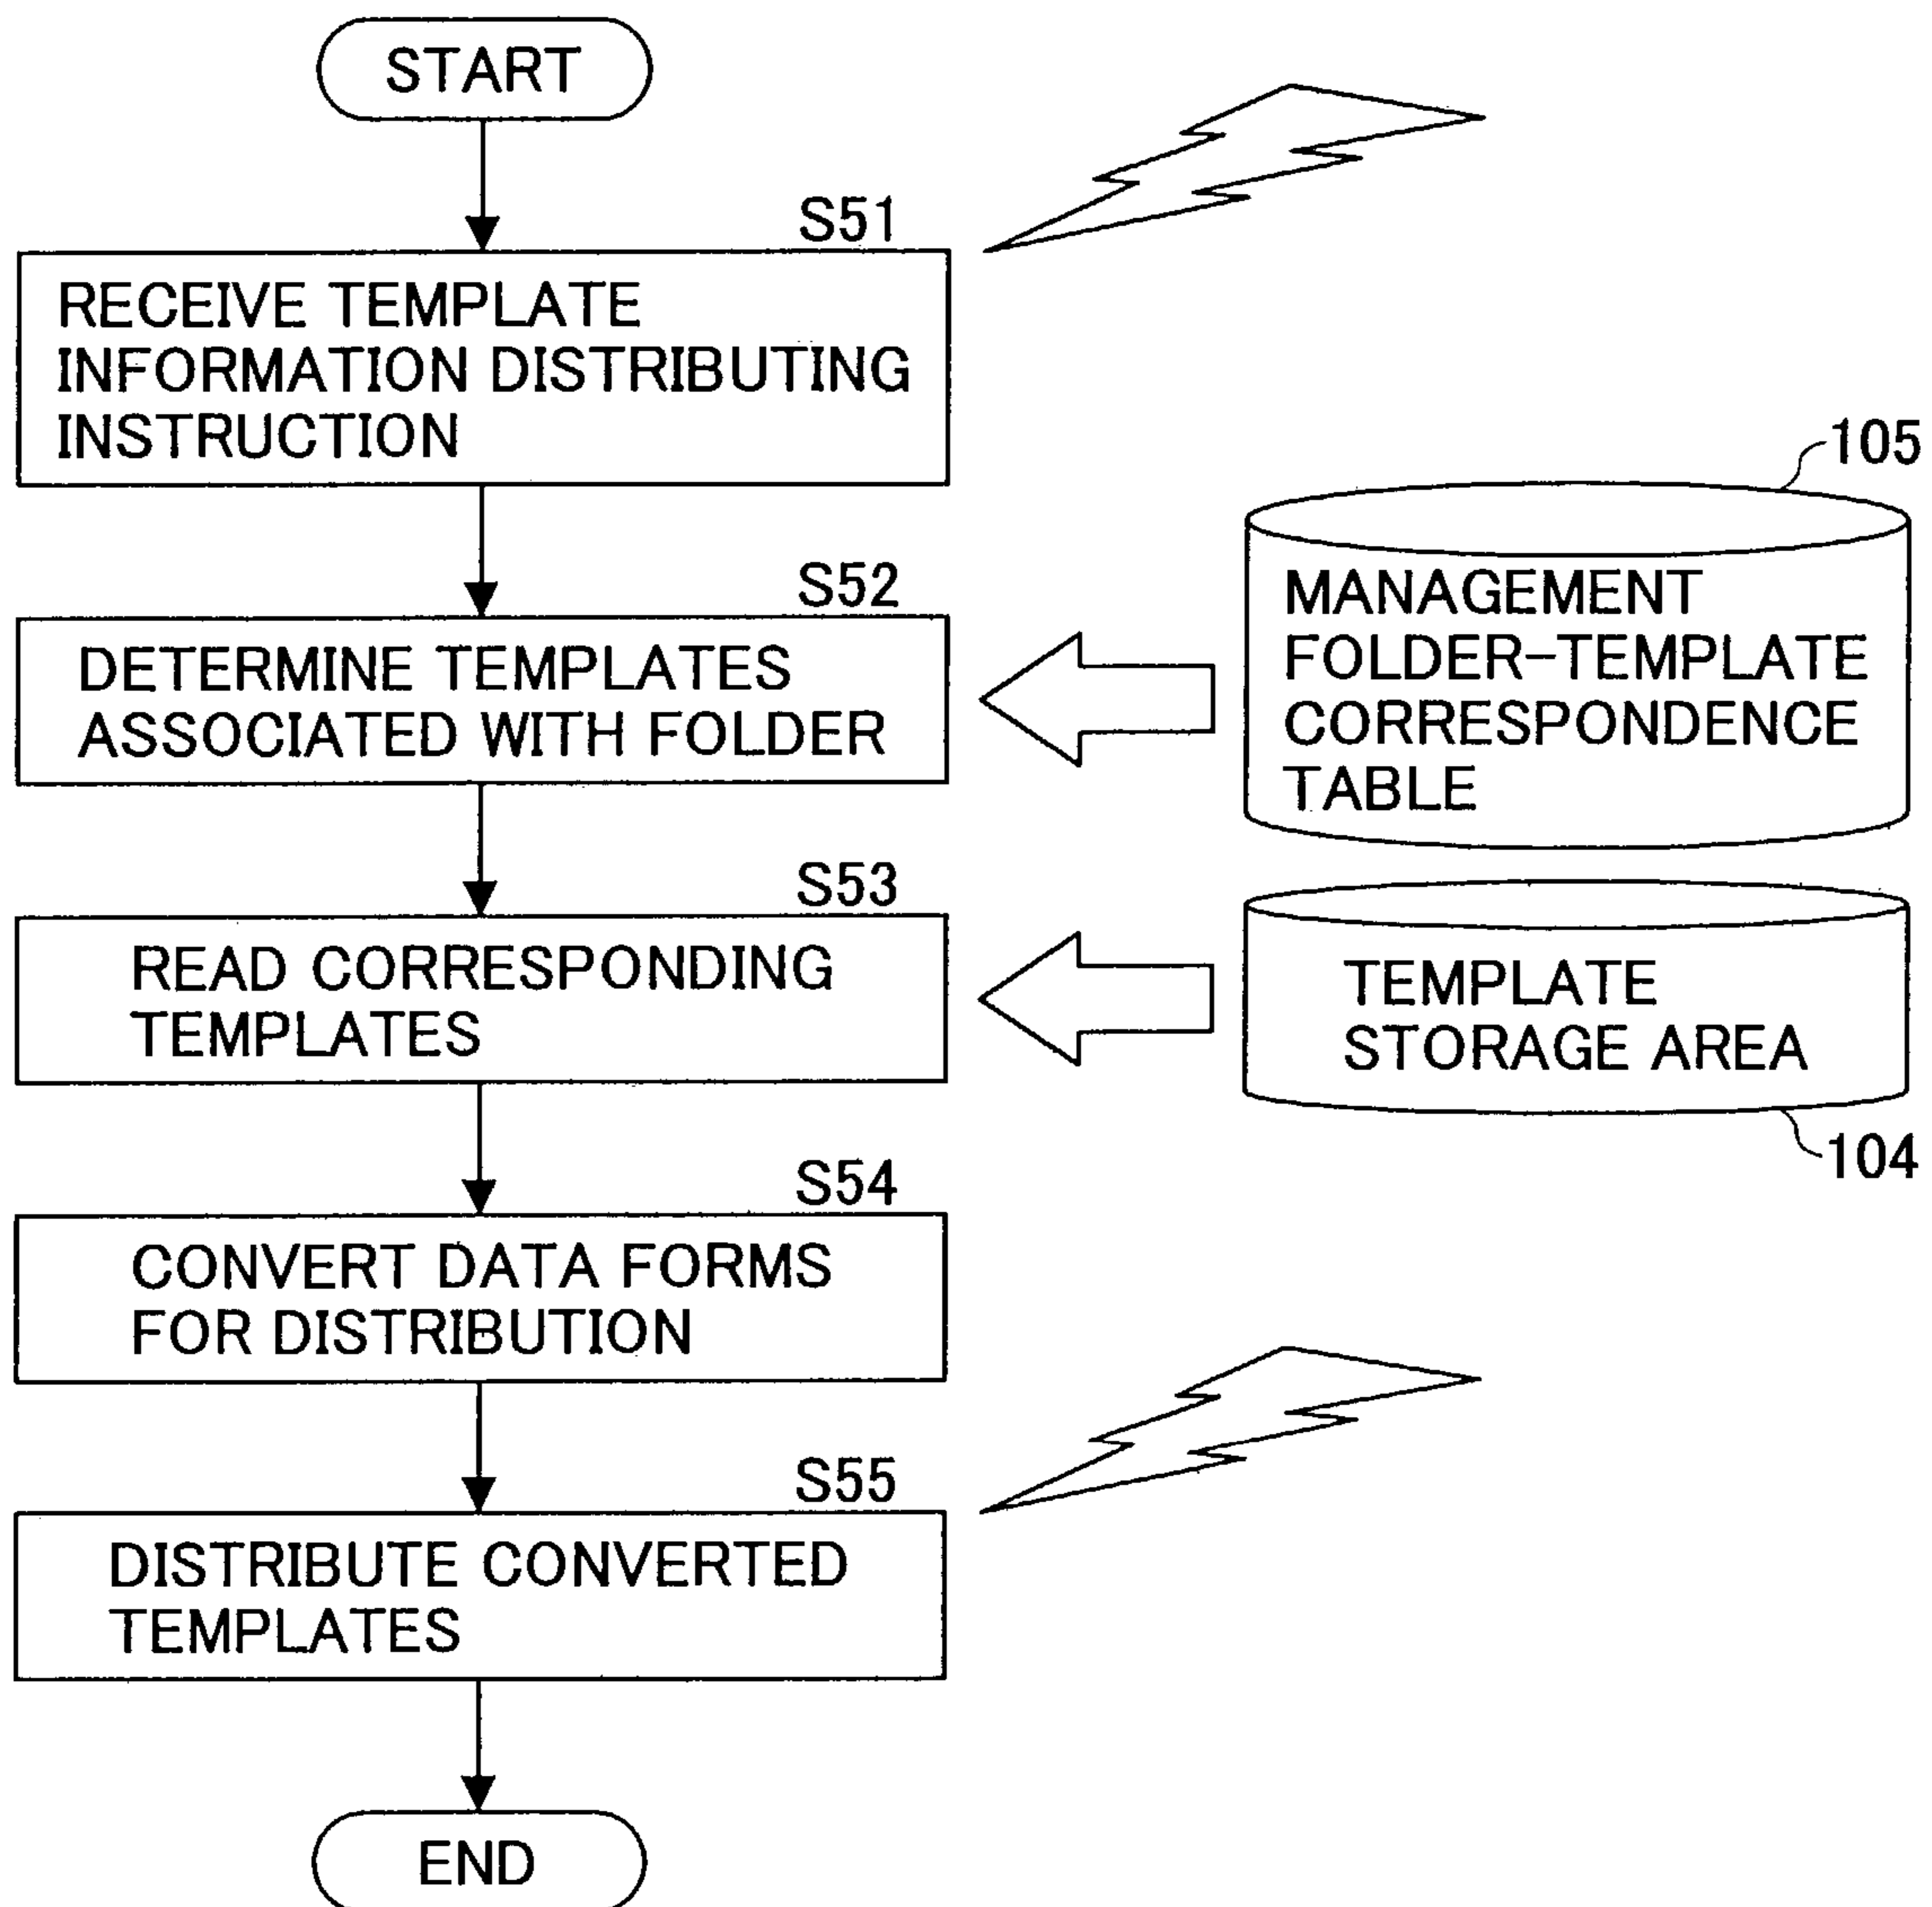 START
S51
RECEIVE TEMPLATE
INFORMATION DISTRIBUTING
INSTRUCTION
105
S52
DETERMINE TEMPLATES
ASSOCIATED WITH FOLDER
MANAGEMENT
FOLDER-TEMPLATE
CORRESPONDENCE
TABLE
S53
READ CORRESPONDING
TEMPLATES
TEMPLATE
STORAGE AREA
104
S54
CONVERT DATA FORMS
FOR DISTRIBUTION
S55
DISTRIBUTE CONVERTED
TEMPLATES
END